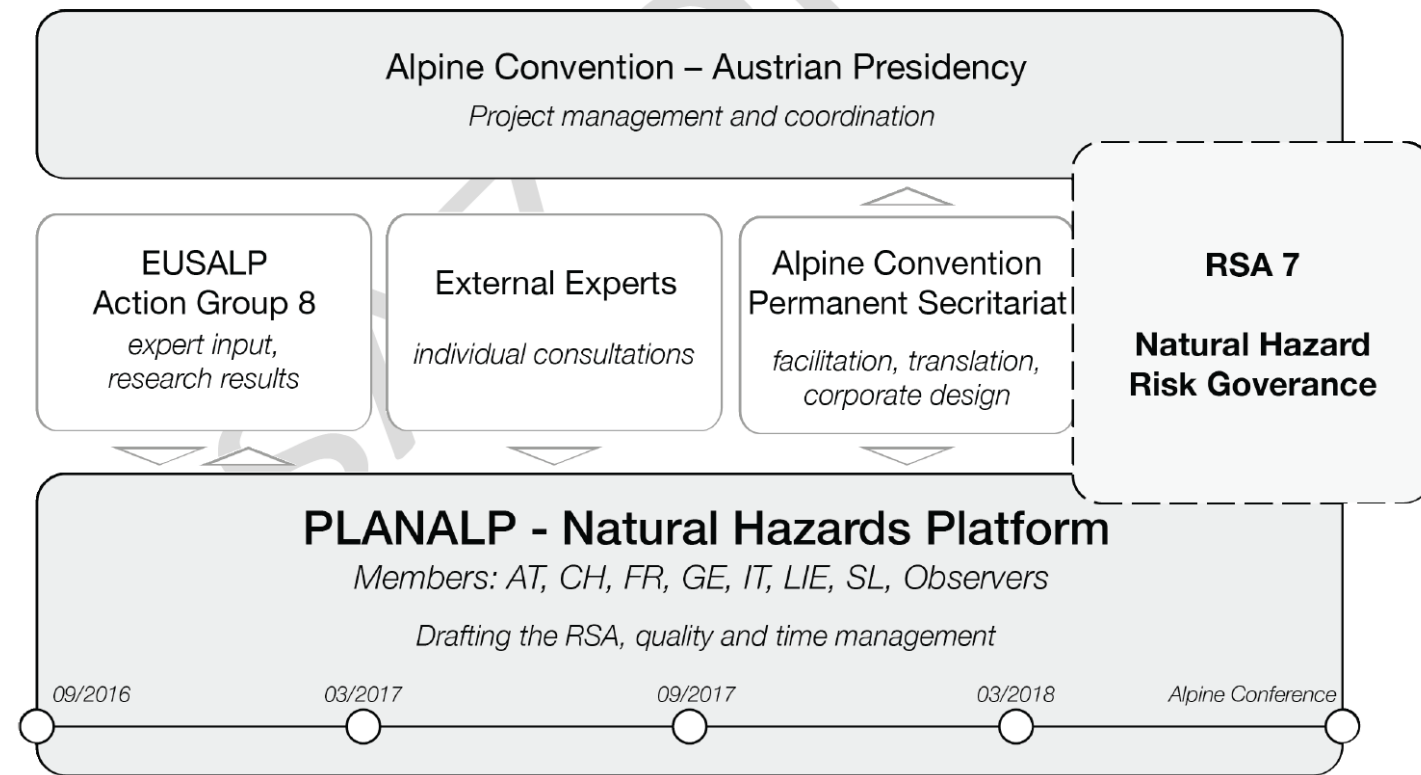 Alpine Convention – Austrian Presidency
Project management and coordination
EUSALP
Action Group 8
expert input,
research results
External Experts
individual consultations
Alpine Convention
Permanent Secritariat
facilitation, translation,
corporate design
RSA 7
Natural Hazard
Risk Goverance
PLANALP - Natural Hazards Platform
Members: AT, CH, FR, GE, IT, LIE, SL, Observers
Drafting the RSA, quality and time management
09/2016
03/2017
09/2017
03/2018
Alpine Conference